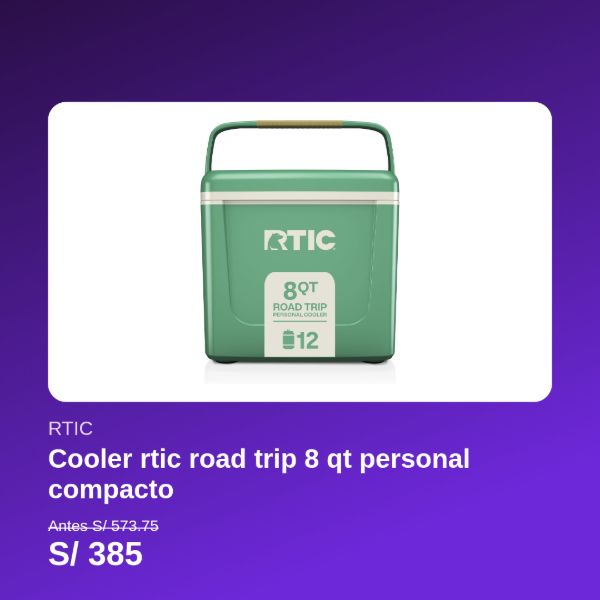 RTIC
8QT
ROAD TRIP
PERSONAL COOLER
12
RTIC
Cooler rtic road trip 8 qt personal
compacto
Antes S/ 573.75
S/ 385